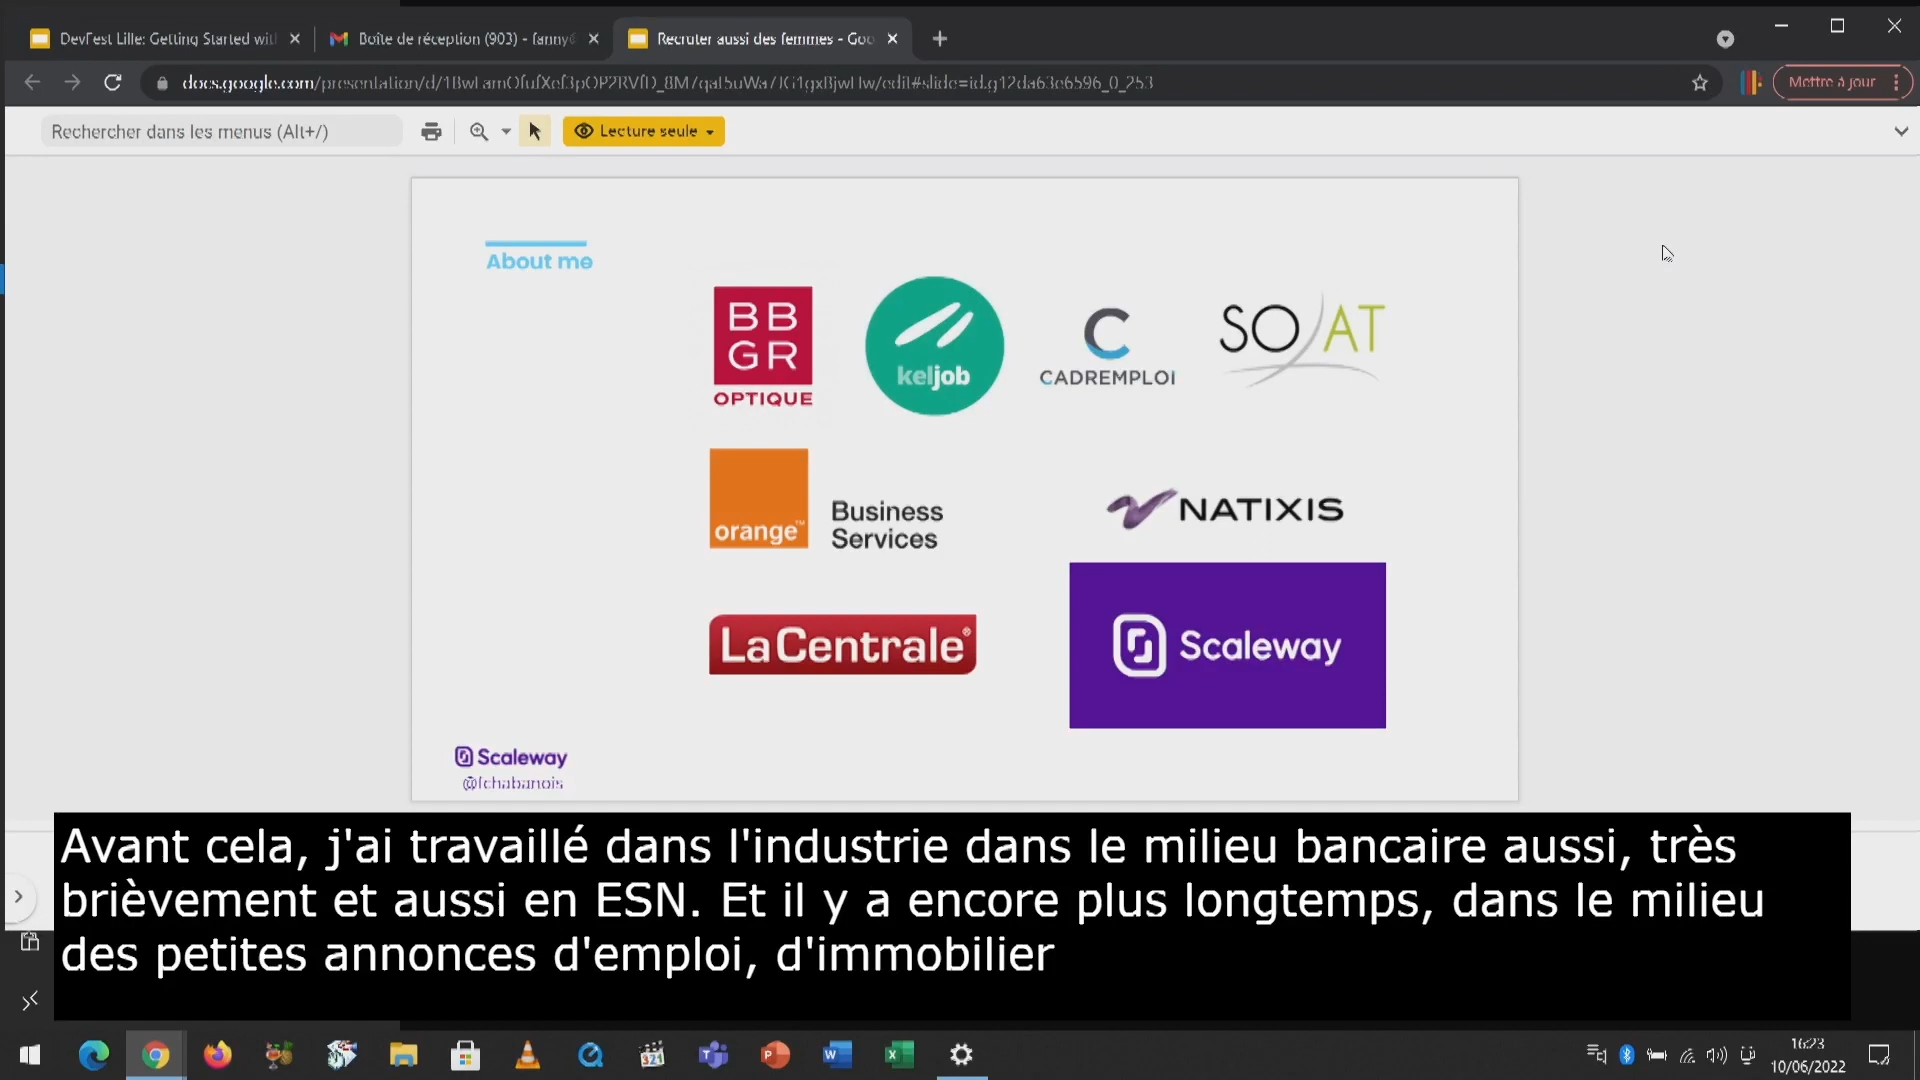 DevFest Lille: Getting Started wit
Boîte de réception (903) - fanny
Recruter aussi des femmes - Goo
Mettre à jour
Rechercher dans les menus (Alt+/)
Lecture seule
About me
BB
GR
OPTIQUE
keljob
CADREMPLOI
SO/AT
orange™
Business
Services
NATIXIS
LaCentrale®
Scaleway
Scaleway
@fchabanois
Avant cela, j'ai travaillé dans l'industrie dans le milieu bancaire aussi, très
brièvement et aussi en ESN. Et il y a encore plus longtemps, dans le milieu
des petites annonces d'emploi, d'immobilier
16:23
10/06/2022